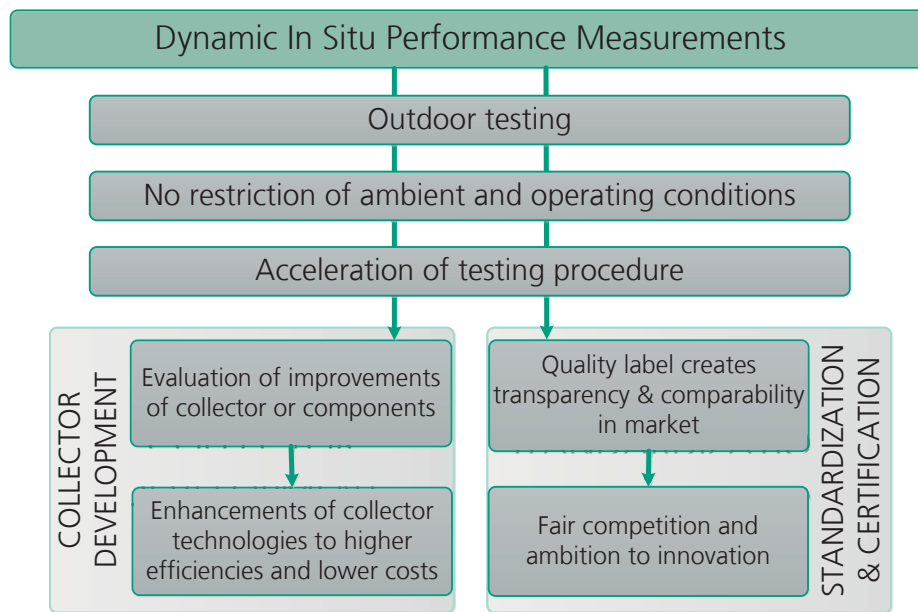 Dynamic In Situ Performance Measurements
Outdoor testing
No restriction of ambient and operating conditions
Acceleration of testing procedure
COLLECTOR
DEVELOPMENT
Evaluation of improvements
of collector or components
Enhancements of collector
technologies to higher
efficiencies and lower costs
Quality label creates
transparency & comparability
in market
Fair competition and
ambition to innovation
STANDARDIZATION
& CERTIFICATION